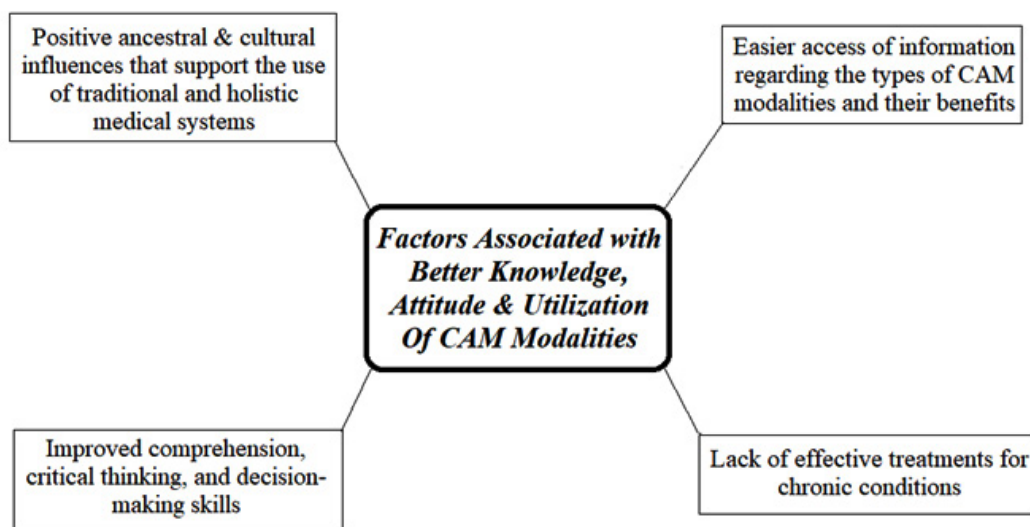 Positive ancestral & cultural
influences that support the use
of traditional and holistic
medical systems
Easier access of information
regarding the types of CAM
modalities and their benefits
Factors Associated with
Better Knowledge,
Attitude & Utilization
Of CAM Modalities
Improved comprehension,
critical thinking, and decision-
making skills
Lack of effective treatments for
chronic conditions